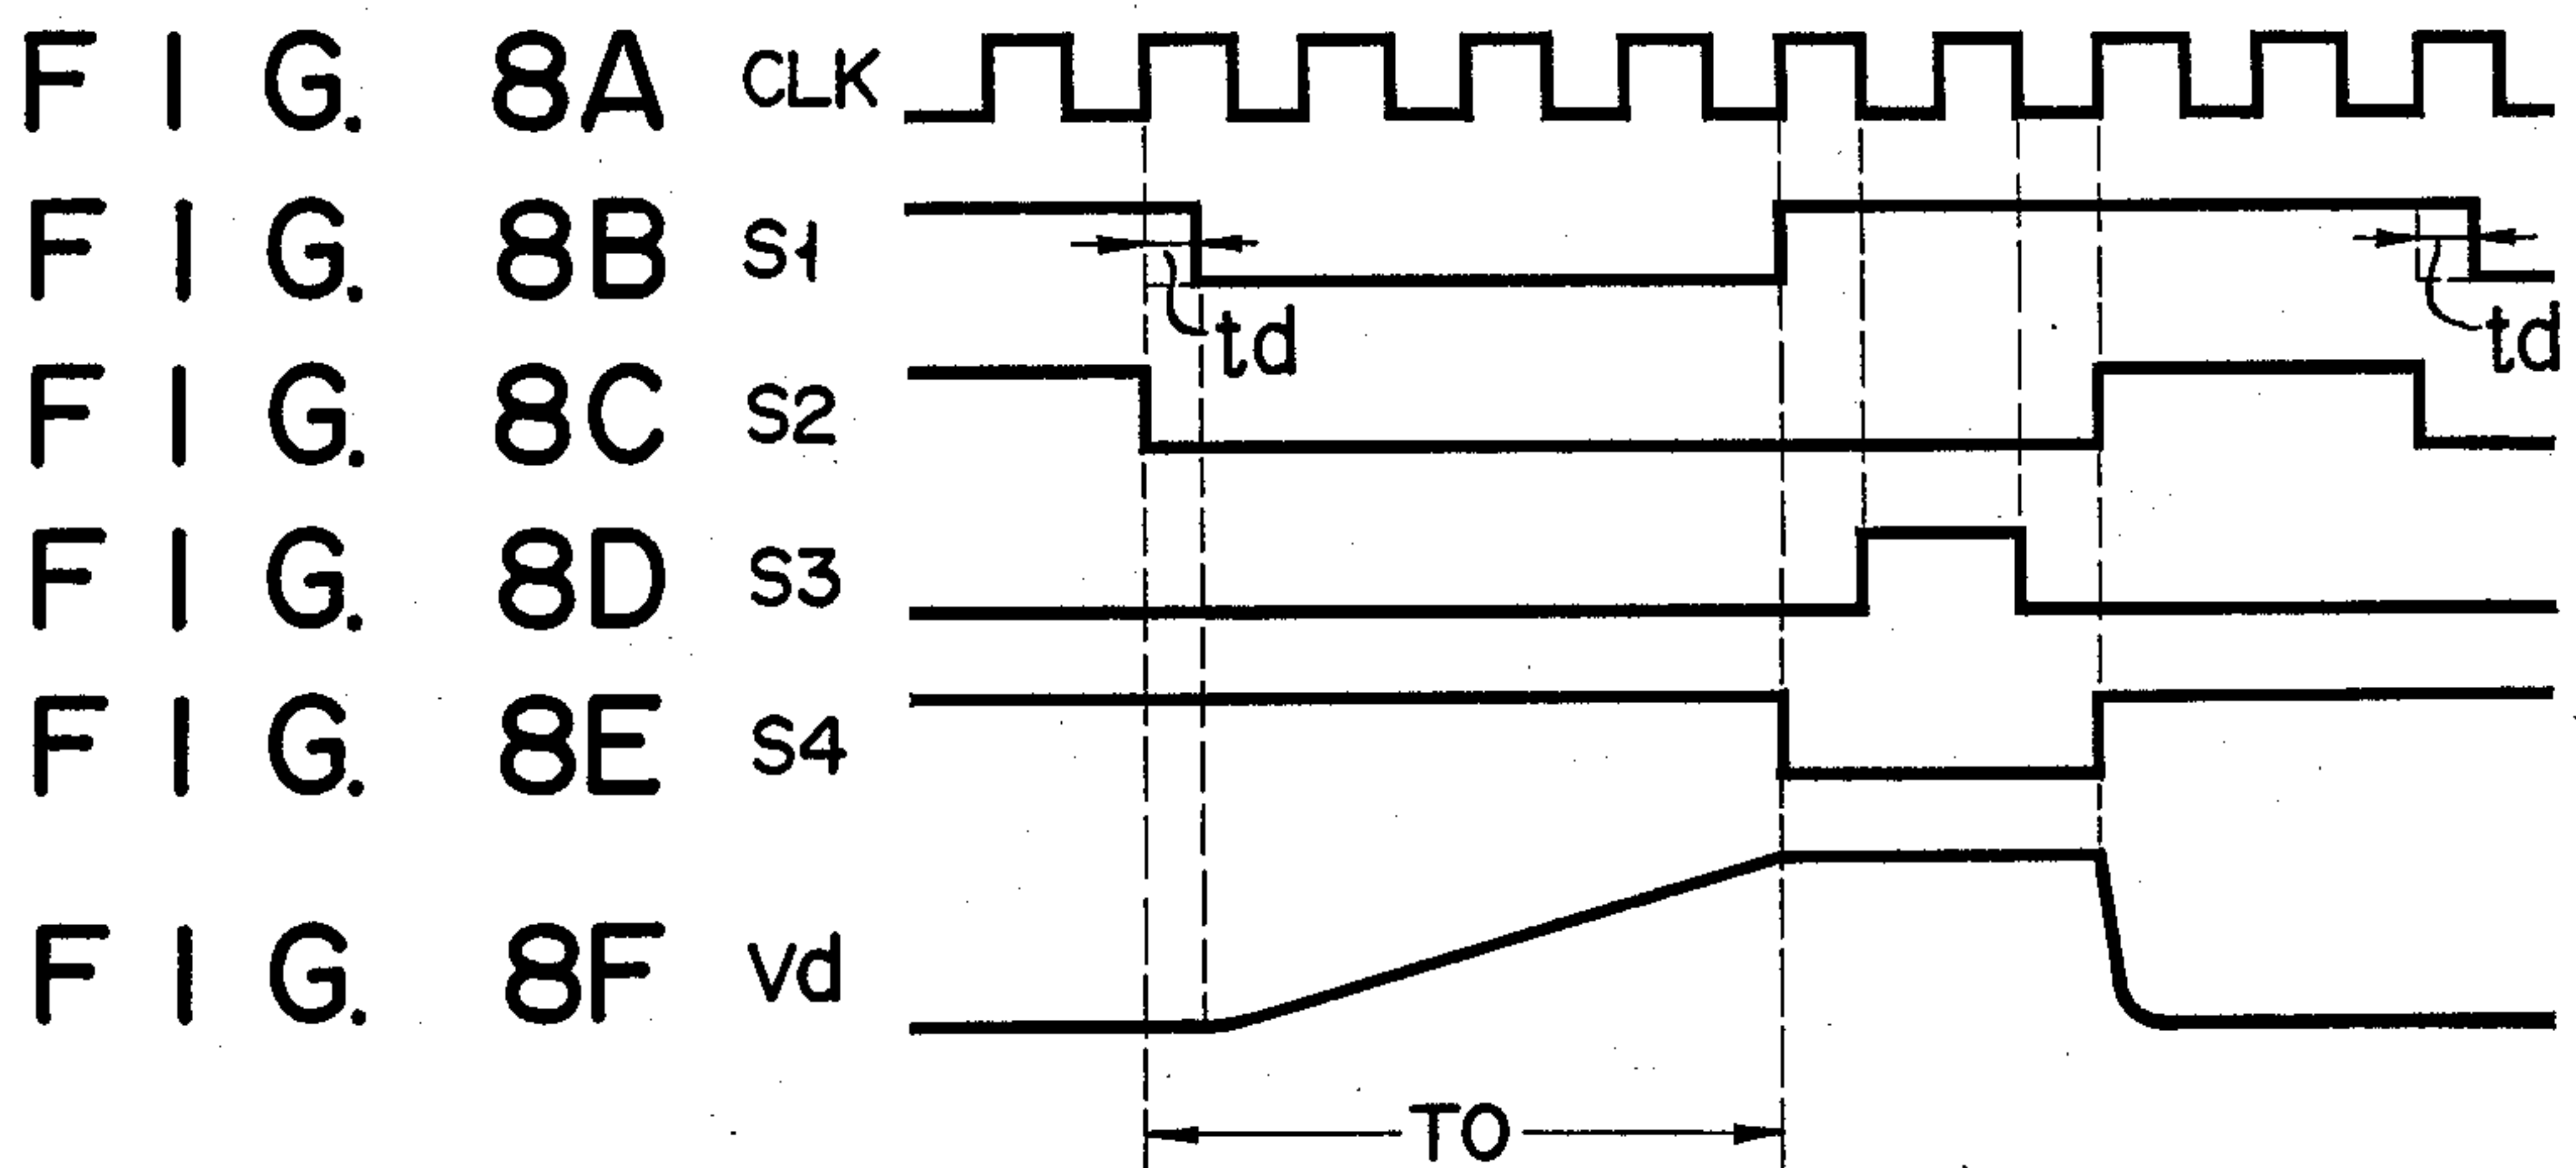 FIG. 8A CLK
FIG. 8B S1
td
td
FIG. 8C S2
FIG. 8D S3
FIG. 8E S4
FIG. 8F Vd
TO